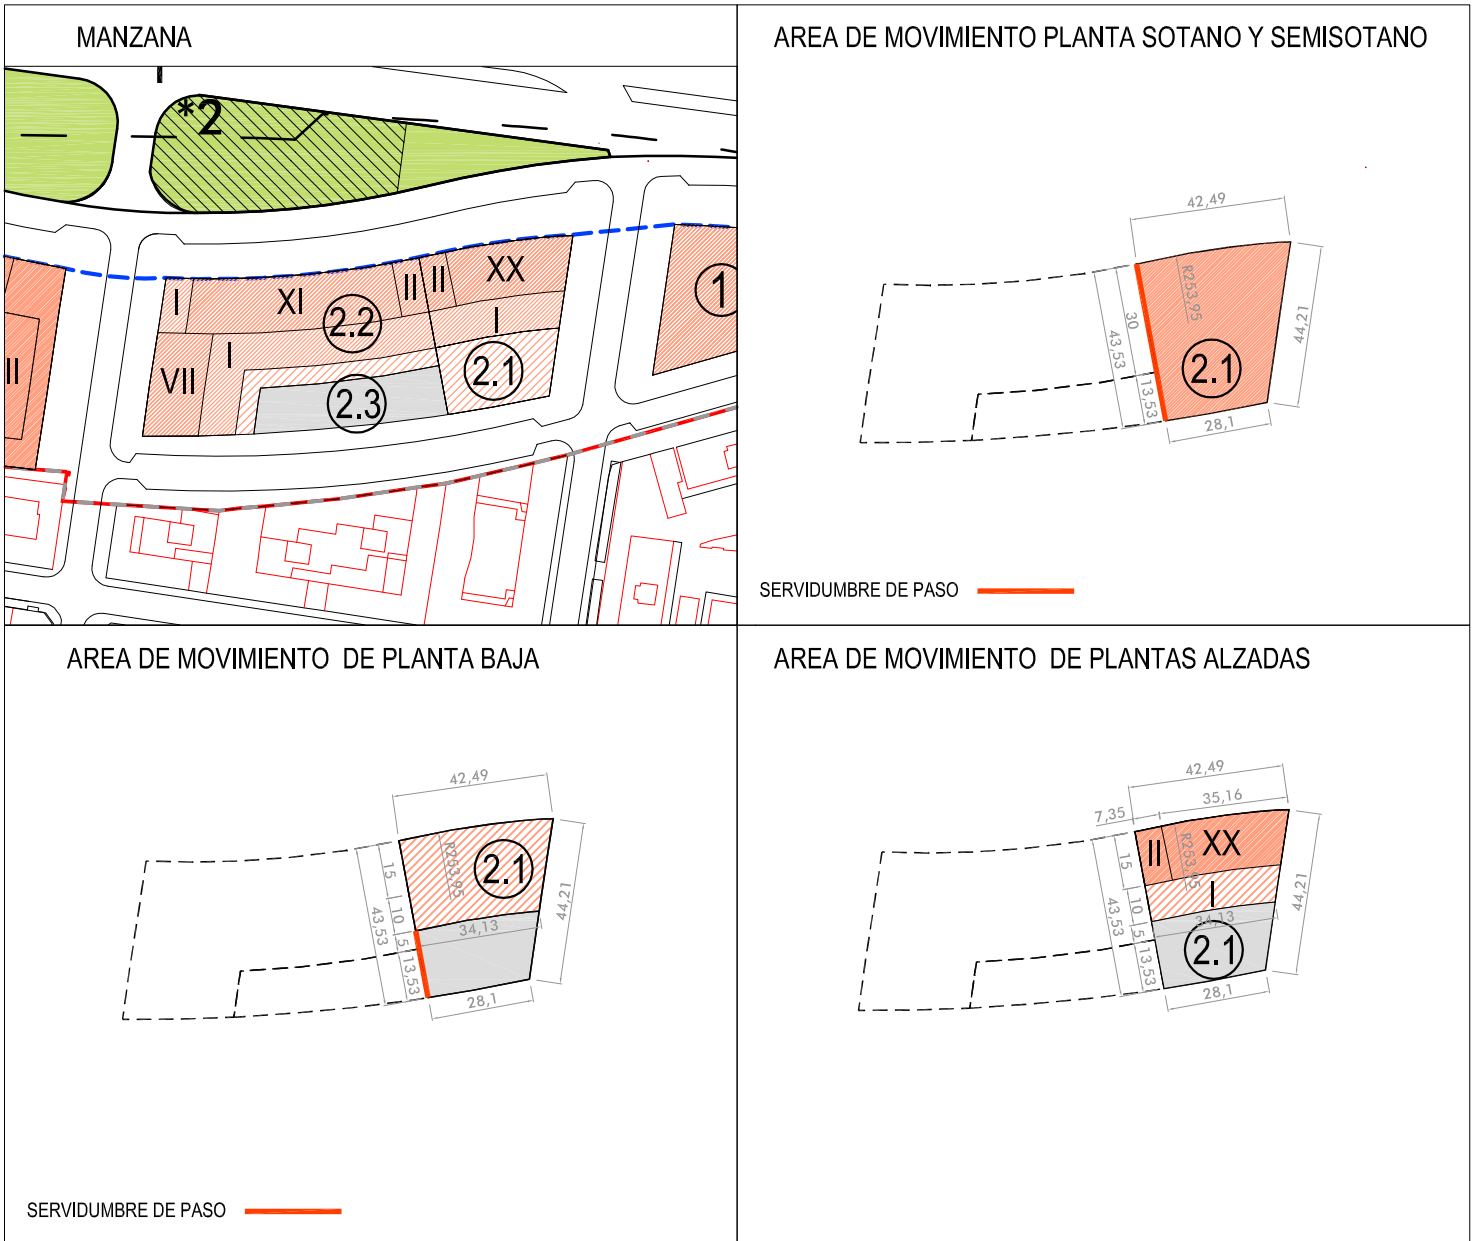 MANZANA
*2
I
XI
II
II
XX
2.2
I
I
VII
2.1
2.3
1
II
AREA DE MOVIMIENTO PLANTA SOTANO Y SEMISOTANO
42,49
R253,95
30
43,53
13,53
44,21
2.1
28,1
SERVIDUMBRE DE PASO
AREA DE MOVIMIENTO DE PLANTA BAJA
42,49
R253,95
2.1
15
10
5
43,53
13,53
34,13
44,21
28,1
SERVIDUMBRE DE PASO
AREA DE MOVIMIENTO DE PLANTAS ALZADAS
42,49
35,16
7,35
II
XX
R253,95
15
10
5
43,53
13,53
I
34,13
44,21
2.1
28,1